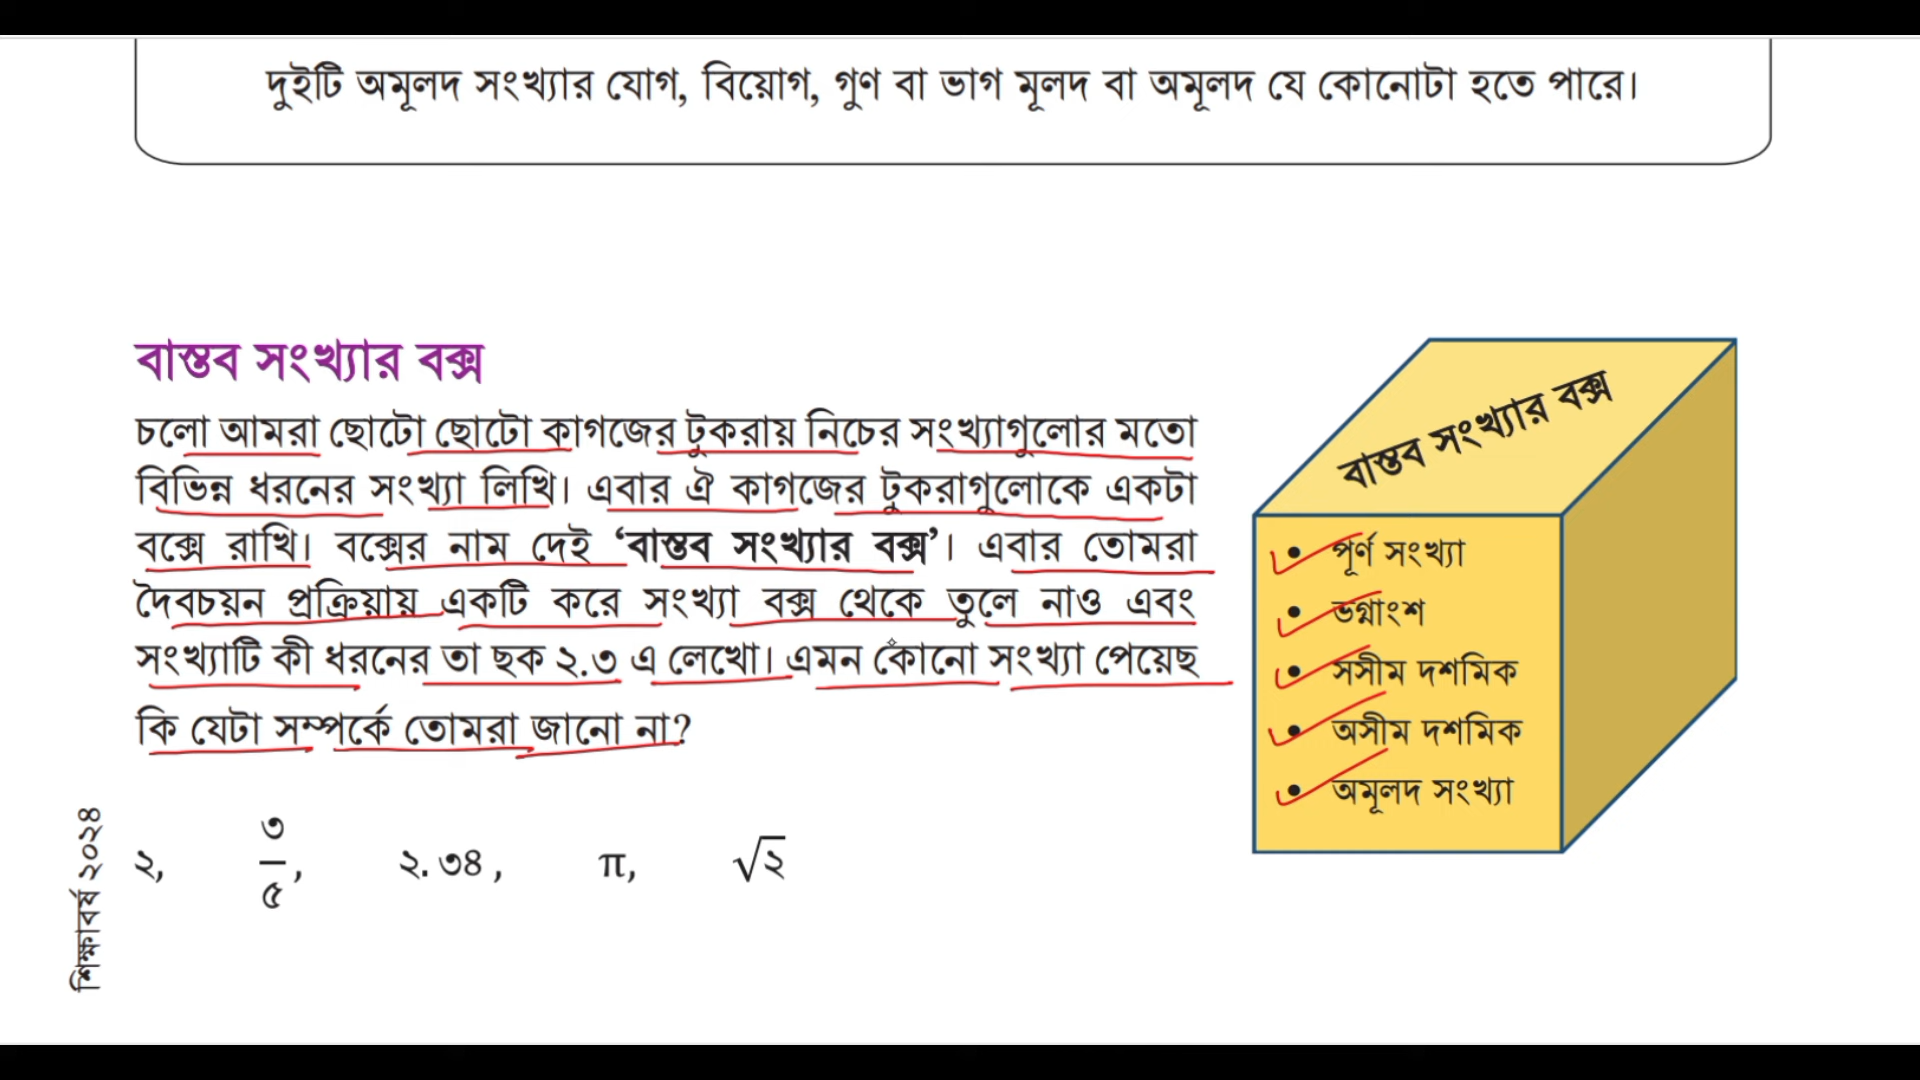 দুইটি অমূলদ সংখ্যার যোগ, বিয়োগ, গুণ বা ভাগ মূলদ বা অমূলদ যে কোনোটা হতে পারে।
বাস্তব সংখ্যার বক্স
চলো আমরা ছোটো ছোটো কাগজের টুকরায় নিচের সংখ্যাগুলোর মতো
বিভিন্ন ধরনের সংখ্যা লিখি। এবার ঐ কাগজের টুকরাগুলোকে একটা
বক্সে রাখি। বক্সের নাম দেই ‘বাস্তব সংখ্যার বক্স’। এবার তোমরা
দৈবচয়ন প্রক্রিয়ায় একটি করে সংখ্যা বক্স থেকে তুলে নাও এবং
সংখ্যাটি কী ধরনের তা ছক ২.৩ এ লেখো। এমন কোনো সংখ্যা পেয়েছ
কি যেটা সম্পর্কে তোমরা জানো না?
২, ৩/৫, ২.৩৪, π, √২
বাস্তব সংখ্যার বক্স
• পূর্ণ সংখ্যা
• ভগ্নাংশ
• সসীম দশমিক
• অসীম দশমিক
• অমূলদ সংখ্যা
শিক্ষাবর্ষ ২০২৪